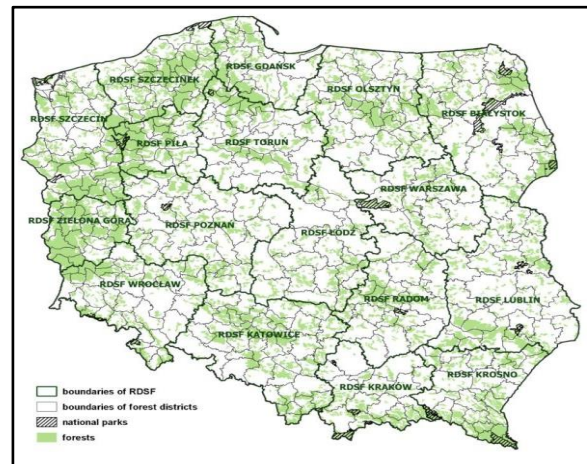 RDSF GDAŃSK
RDSF SZCZECINEK
RDSF OLSZTYN
RDSF SZCZECIN
RDSF BIAŁYSTOK
RDSF PIŁA
RDSF TORUŃ
RDSF WARSZAWA
RDSF ZIELONA GÓRA
RDSF POZNAŃ
RDSF ŁÓDŹ
RDSF WROCŁAW
RDSF RADOM
RDSF LUBLIN
RDSF KATOWICE
RDSF KRAKÓW
RDSF KROSNO
boundaries of RDSF
boundaries of forest districts
national parks
forests